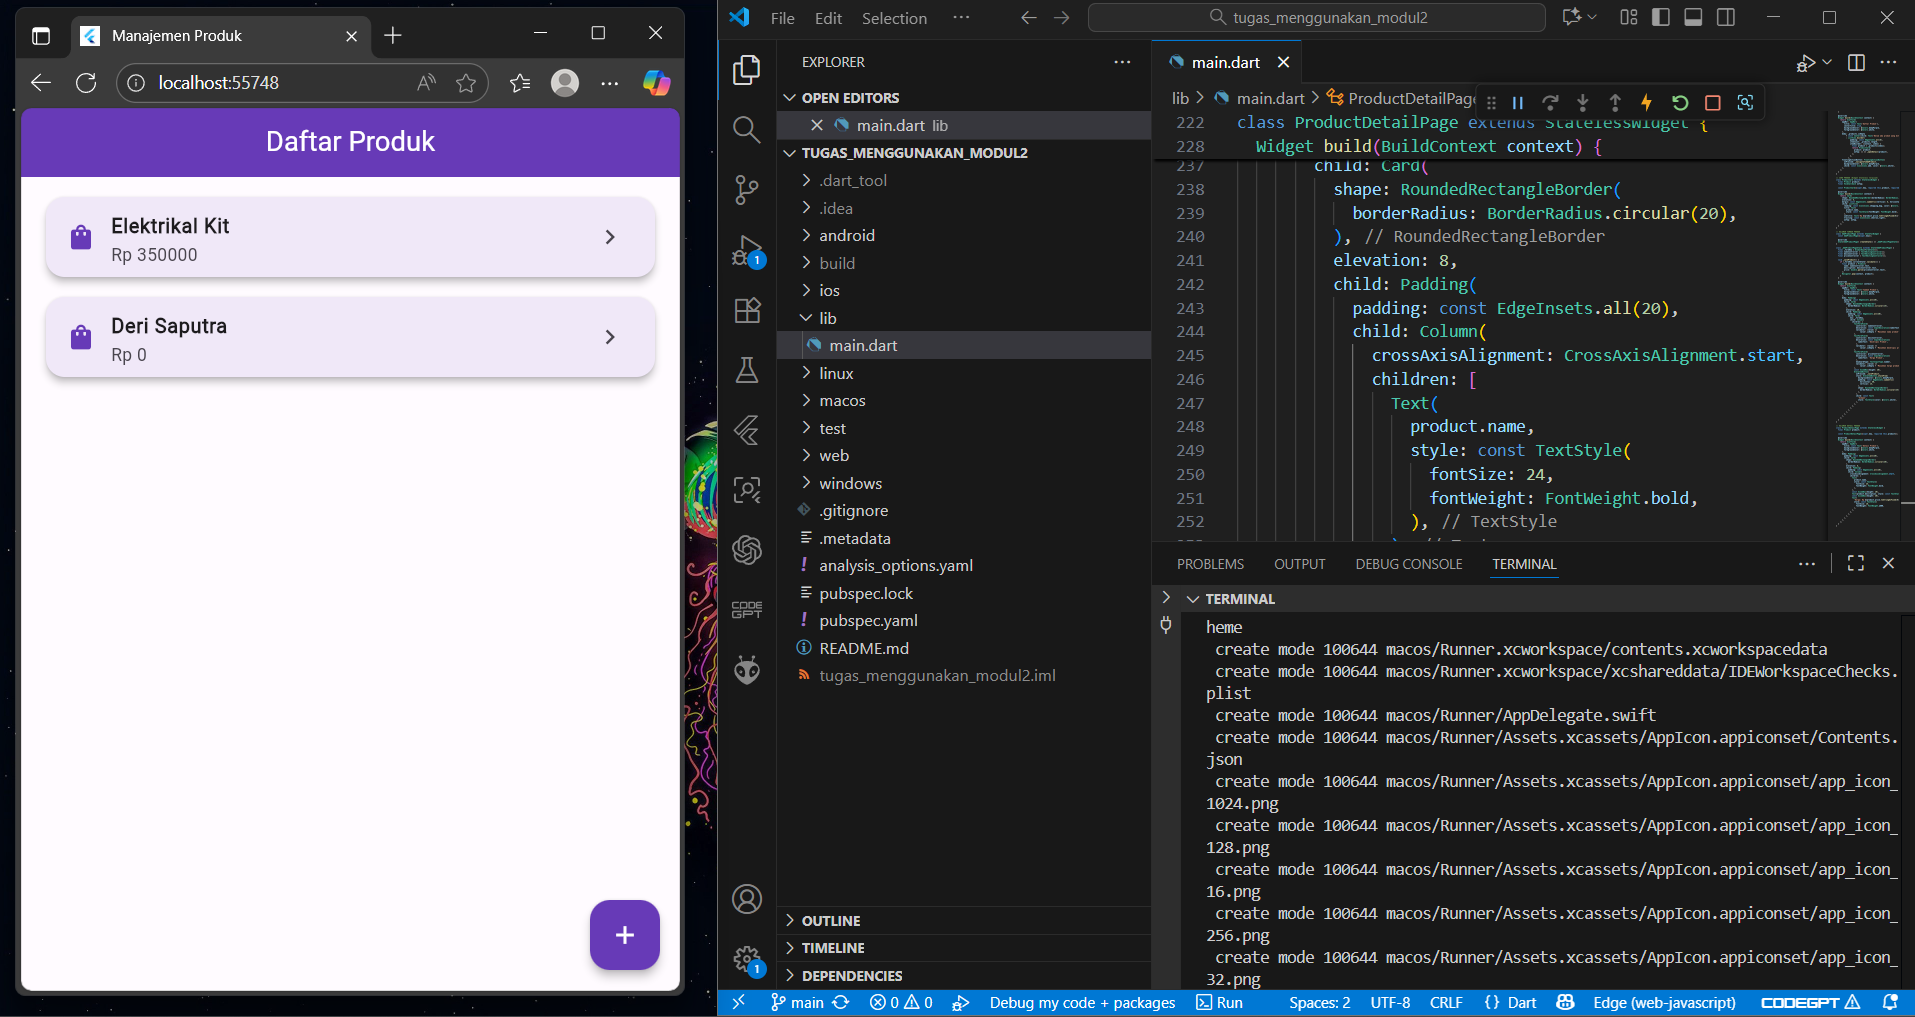 Manajemen Produk
localhost:55748
Daftar Produk
Elektrikal Kit
Rp 350000
Deri Saputra
Rp 0
File Edit Selection ···
tugas_menggunakan_modul2
EXPLORER
OPEN EDITORS
main.dart lib
TUGAS_MENGGUNAKAN_MODUL2
.dart_tool
.idea
android
build
ios
lib
main.dart
linux
macos
test
web
windows
.gitignore
.metadata
analysis_options.yaml
pubspec.lock
pubspec.yaml
README.md
tugas_menggunakan_modul2.iml
OUTLINE
TIMELINE
DEPENDENCIES
CODE GPT
1
1
main.dart
lib > main.dart > ProductDetailPage
222 class ProductDetailPage extends StatelessWidget {
228 Widget build(BuildContext context) {
237 child: Card(
238 shape: RoundedRectangleBorder(
239 borderRadius: BorderRadius.circular(20),
240 ), // RoundedRectangleBorder
241 elevation: 8,
242 child: Padding(
243 padding: const EdgeInsets.all(20),
244 child: Column(
245 crossAxisAlignment: CrossAxisAlignment.start,
246 children: [
247 Text(
248 product.name,
249 style: const TextStyle(
250 fontSize: 24,
251 fontWeight: FontWeight.bold,
252 ), // TextStyle
PROBLEMS OUTPUT DEBUG CONSOLE TERMINAL
TERMINAL
heme
create mode 100644 macos/Runner.xcworkspace/contents.xcworkspacedata
create mode 100644 macos/Runner.xcworkspace/xcshareddata/IDEWorkspaceChecks.
plist
create mode 100644 macos/Runner/AppDelegate.swift
create mode 100644 macos/Runner/Assets.xcassets/AppIcon.appiconset/Contents.
json
create mode 100644 macos/Runner/Assets.xcassets/AppIcon.appiconset/app_icon_
1024.png
create mode 100644 macos/Runner/Assets.xcassets/AppIcon.appiconset/app_icon_
128.png
create mode 100644 macos/Runner/Assets.xcassets/AppIcon.appiconset/app_icon_
16.png
create mode 100644 macos/Runner/Assets.xcassets/AppIcon.appiconset/app_icon_
256.png
create mode 100644 macos/Runner/Assets.xcassets/AppIcon.appiconset/app_icon_
32.png
main 0 0 Debug my code + packages Run Spaces: 2 UTF-8 CRLF {} Dart Edge (web-javascript) CODEGPT